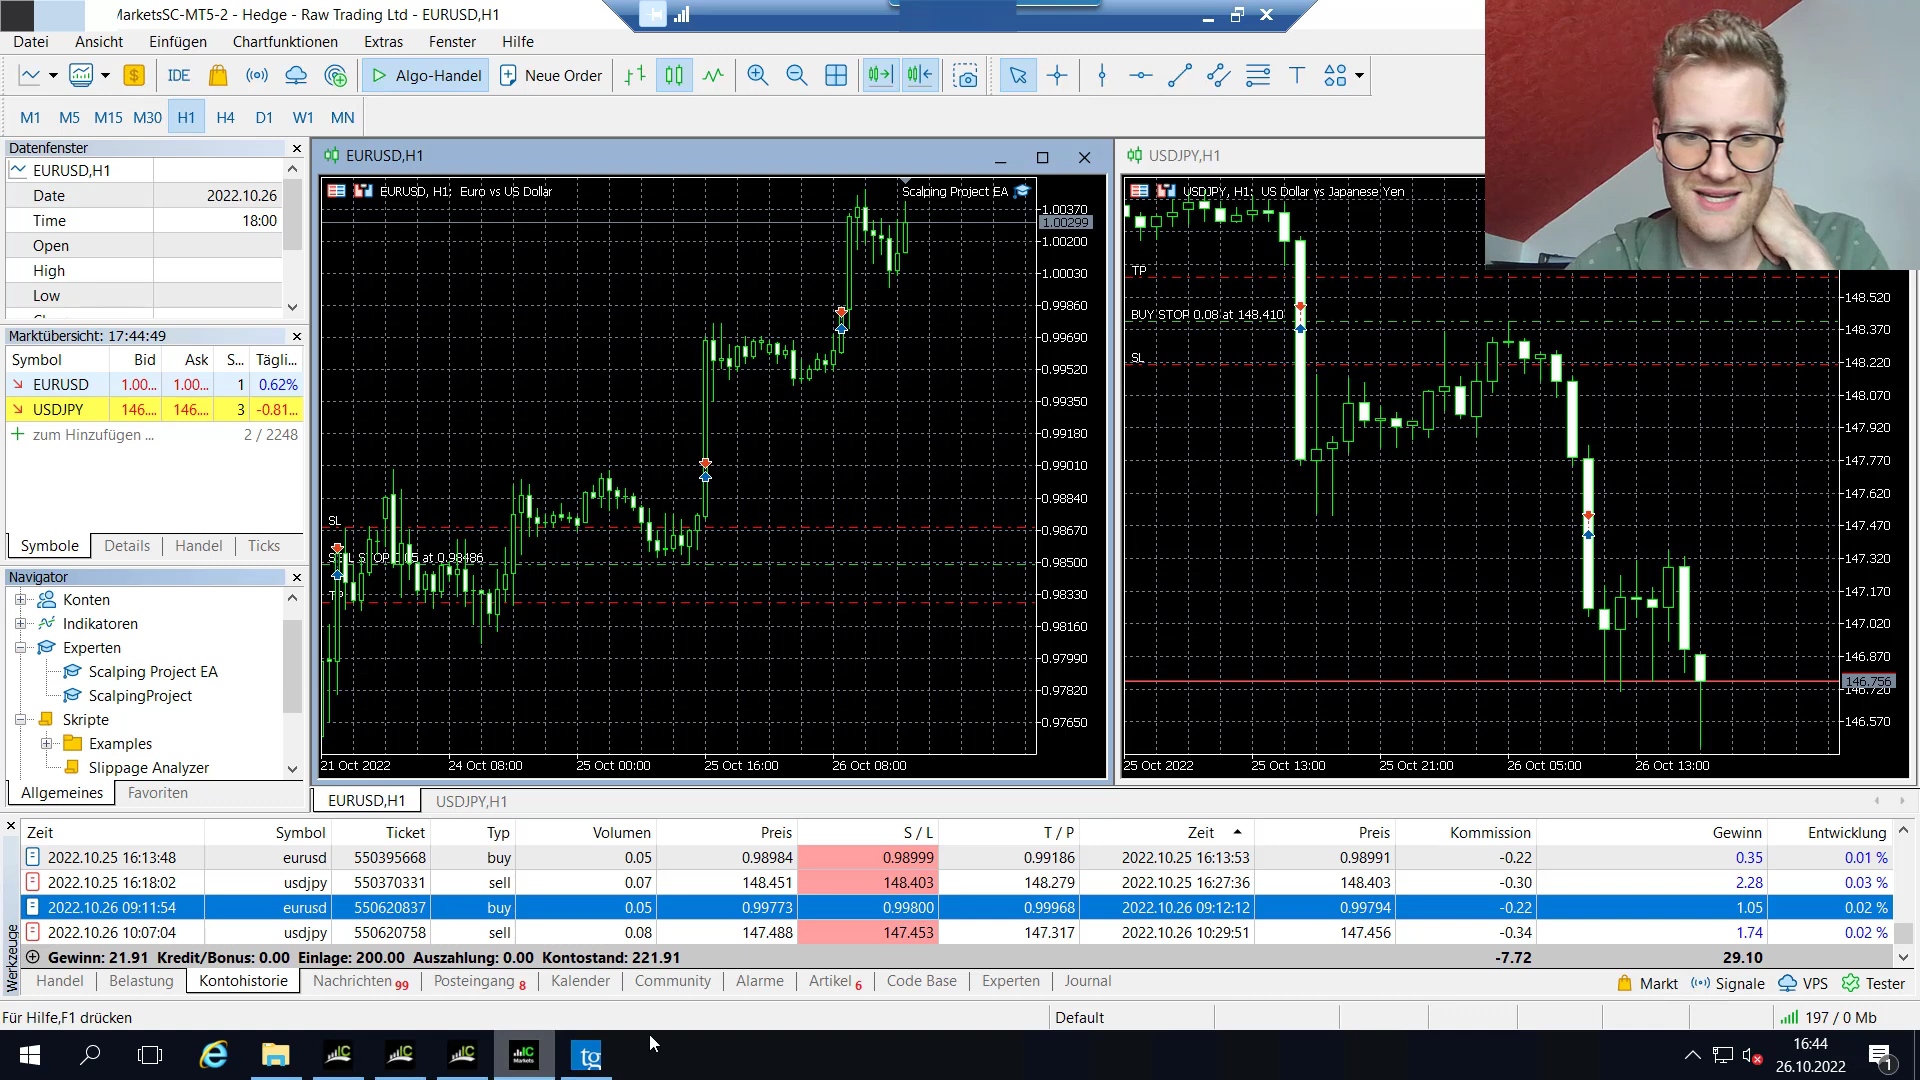 MarketsSC-MT5-2 - Hedge - Raw Trading Ltd - EURUSD,H1
Datei Ansicht Einfügen Chartfunktionen Extras Fenster Hilfe
IDE Algo-Handel Neue Order
M1 M5 M15 M30 H1 H4 D1 W1 MN
Datenfenster
EURUSD,H1
Date 2022.10.26
Time 18:00
Open
High
Low
Marktübersicht: 17:44:49
Symbol Bid Ask S... Tägli...
EURUSD 1.00... 1.00... 1 0.62%
USDJPY 146.... 146.... 3 -0.81...
zum Hinzufügen ... 2 / 2248
Symbole Details Handel Ticks
Navigator
Konten
Indikatoren
Experten
Scalping Project EA
ScalpingProject
Skripte
Examples
Slippage Analyzer
Allgemeines Favoriten
EURUSD,H1
EURUSD, H1: Euro vs US Dollar
Scalping Project EA
1.00370
1.00299
1.00200
1.00030
0.99860
0.99690
0.99520
0.99350
0.99180
0.99010
0.98840
0.98670
0.98500
0.98330
0.98160
0.97990
0.97820
0.97650
SL
at 0.98486
TP
21 Oct 2022 24 Oct 08:00 25 Oct 00:00 25 Oct 16:00 26 Oct 08:00
USDJPY,H1
USDJPY, H1: US Dollar vs Japanese Yen
TP
BUY STOP 0.08 at 148.410
SL
148.520
148.370
148.220
148.070
147.920
147.770
147.620
147.470
147.320
147.170
147.020
146.870
146.756
146.720
146.570
25 Oct 2022 25 Oct 13:00 25 Oct 21:00 26 Oct 05:00 26 Oct 13:00
EURUSD,H1 USDJPY,H1
Zeit Symbol Ticket Typ Volumen Preis S / L T / P Zeit Preis Kommission Gewinn Entwicklung
2022.10.25 16:13:48 eurusd 550395668 buy 0.05 0.98984 0.98999 0.99186 2022.10.25 16:13:53 0.98991 -0.22 0.35 0.01 %
2022.10.25 16:18:02 usdjpy 550370331 sell 0.07 148.451 148.403 148.279 2022.10.25 16:27:36 148.403 -0.30 2.28 0.03 %
2022.10.26 09:11:54 eurusd 550620837 buy 0.05 0.99773 0.99800 0.99968 2022.10.26 09:12:12 0.99794 -0.22 1.05 0.02 %
2022.10.26 10:07:04 usdjpy 550620758 sell 0.08 147.488 147.453 147.317 2022.10.26 10:29:51 147.456 -0.34 1.74 0.02 %
Gewinn: 21.91 Kredit/Bonus: 0.00 Einlage: 200.00 Auszahlung: 0.00 Kontostand: 221.91 -7.72 29.10
Werkzeuge
Handel Belastung Kontohistorie Nachrichten 99 Posteingang 8 Kalender Community Alarme Artikel 6 Code Base Experten Journal
Markt Signale VPS Tester
Für Hilfe,F1 drücken Default 197 / 0 Mb
IC IC IC IC Markets tg
16:44
26.10.2022
1